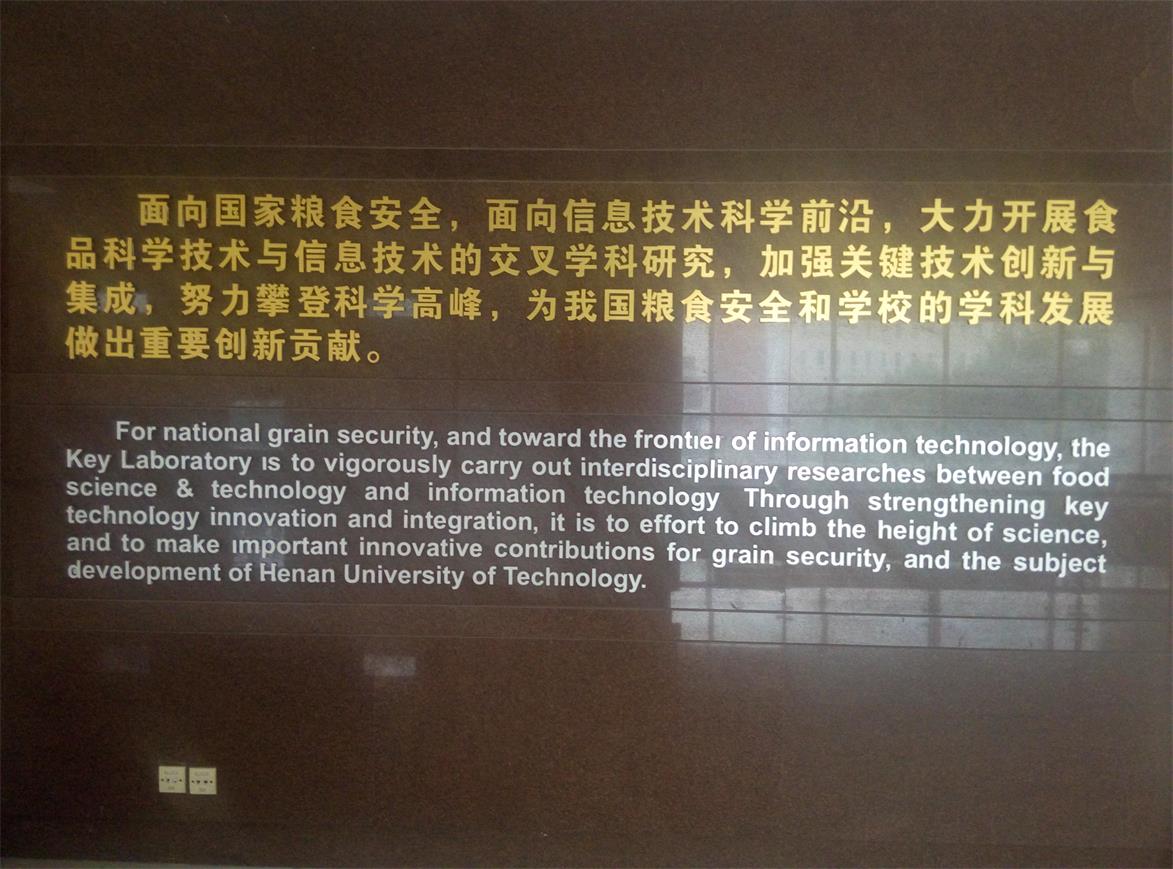 面向国家粮食安全，面向信息技术科学前沿，大力开展食
品科学技术与信息技术的交叉学科研究，加强关键技术创新与
集成，努力攀登科学高峰，为我国粮食安全和学校的学科发展
做出重要创新贡献。
For national grain security, and toward the frontier of information technology, the
Key Laboratory is to vigorously carry out interdisciplinary researches between food
science & technology and information technology Through strengthening key
technology innovation and integration, it is to effort to climb the height of science,
and to make important innovative contributions for grain security, and the subject
development of Henan University of Technology.